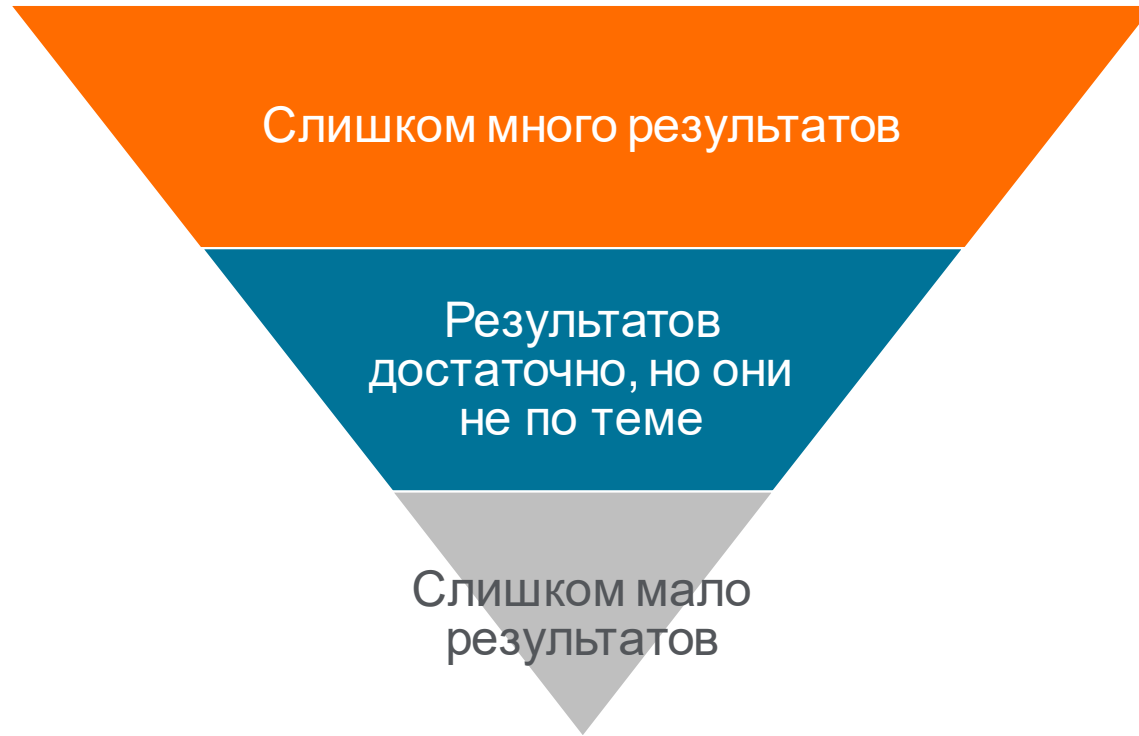 Слишком много результатов
Результатов
достаточно, но они
не по теме
Слишком мало
результатов